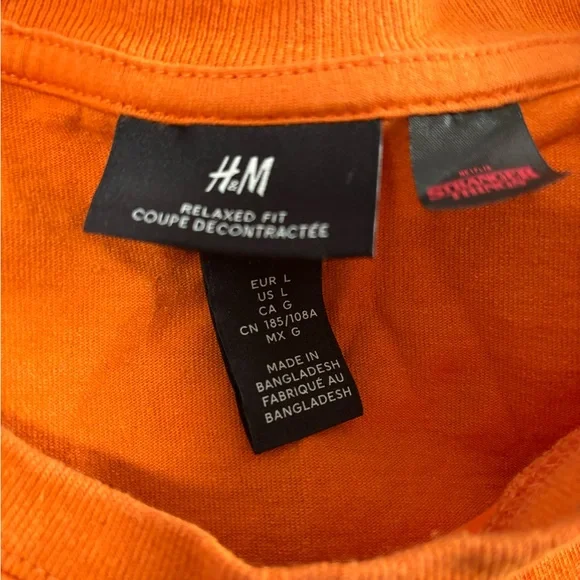 H&M
RELAXED FIT
COUPE DÉCONTRACTÉE
NETFLIX
STRANGER
THINGS
EUR L
US L
CA G
CN 185/108A
MX G
MADE IN
BANGLADESH
FABRIQUÉ AU
BANGLADESH